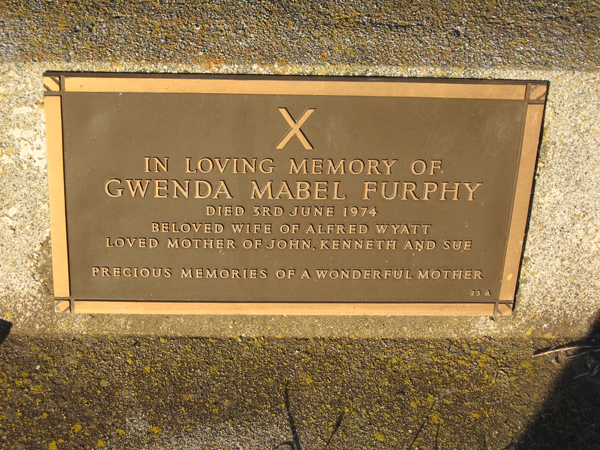 X
IN LOVING MEMORY OF
GWENDA MABEL FURPHY
DIED 3RD JUNE 1974
BELOVED WIFE OF ALFRED WYATT
LOVED MOTHER OF JOHN, KENNETH AND SUE
PRECIOUS MEMORIES OF A WONDERFUL MOTHER
23 A